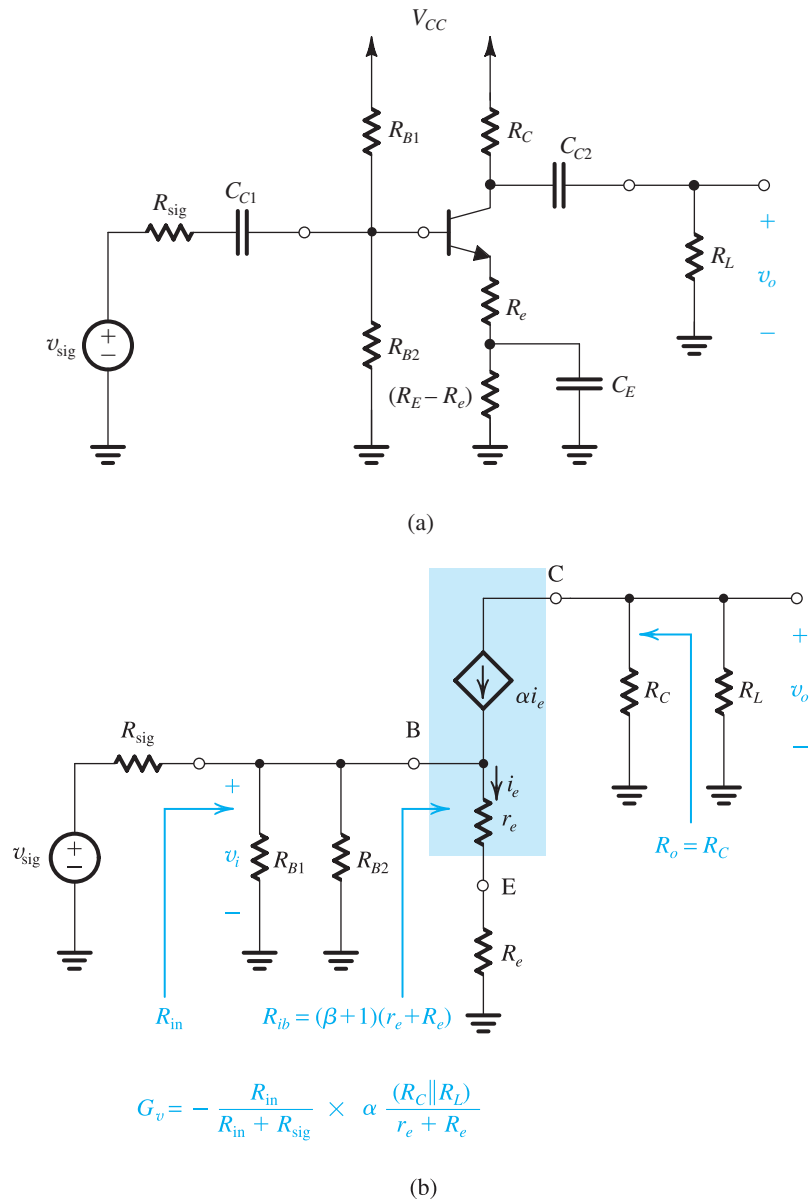 V_CC
R_B1
R_C
C_C2
C_C1
R_sig
+
R_L
v_o
R_e
+
−
v_sig
R_B2
−
(R_E − R_e)
C_E
(a)
C
+
αi_e
R_C
R_L
v_o
R_sig
B
−
+
i_e
r_e
+
−
v_sig
v_i
R_B1
R_B2
R_o = R_C
−
E
R_e
R_in
R_ib = (β+1)(r_e + R_e)
G_v = − \frac{R_in}{R_in + R_sig} × α \frac{(R_C‖R_L)}{r_e + R_e}
(b)